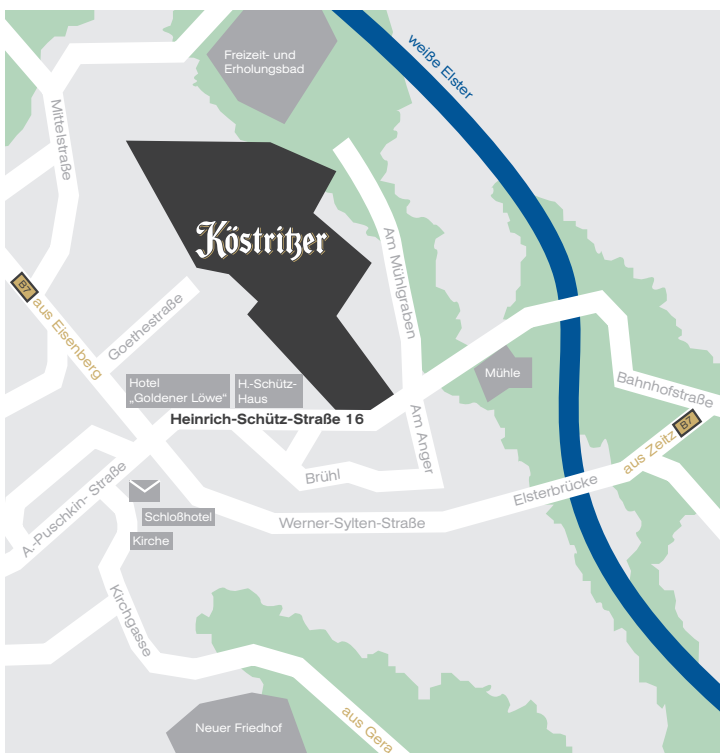 Freizeit- und
Erholungsbad
weiße Elster
Mittelstraße
Köstritzer
Am Mühlgraben
B7
aus Eisenberg
Goethestraße
Hotel
„Goldener Löwe“
H.-Schütz-
Haus
Mühle
Bahnhofstraße
Heinrich-Schütz-Straße 16
Am Anger
B7
aus Zeitz
Brühl
Elsterbrücke
A.-Puschkin- Straße
Schloßhotel
Werner-Sylten-Straße
Kirche
Kirchgasse
aus Gera
Neuer Friedhof